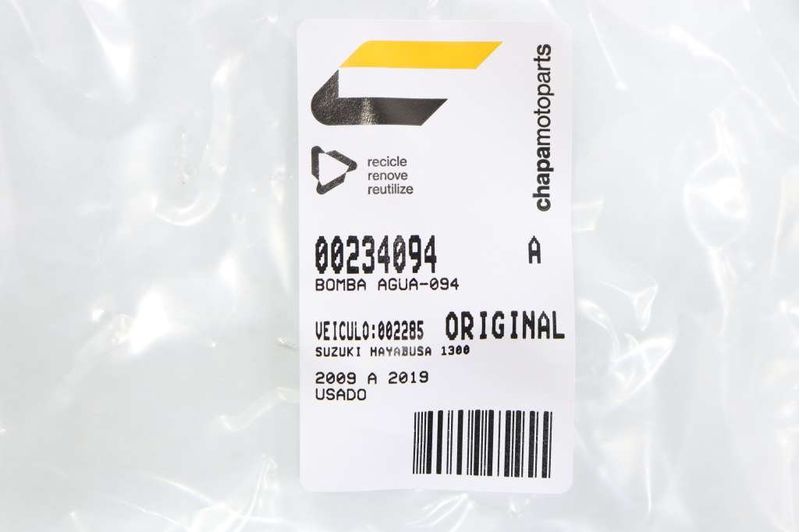 chapamotoparts
recicle
renove
reutilize
00234094 A
BOMBA AGUA-094
VEICULO:002285 ORIGINAL
SUZUKI HAYABUSA 1300
2009 A 2019
USADO